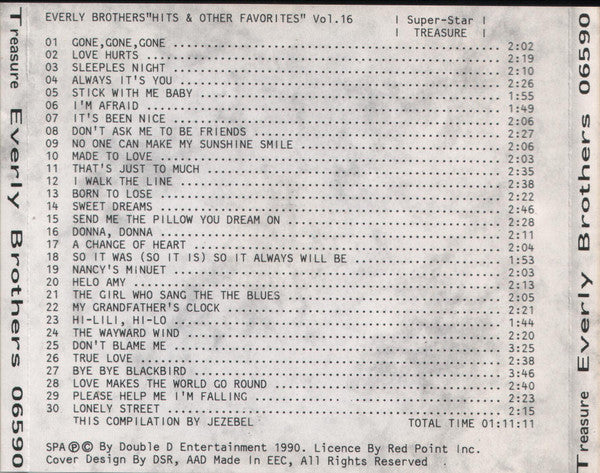 EVERLY BROTHERS"HITS & OTHER FAVORITES" Vol.16 | Super-Star |
| TREASURE |
01 GONE,GONE,GONE ........ 2:02
02 LOVE HURTS ........ 2:19
03 SLEEPLES NIGHT ........ 2:10
04 ALWAYS IT'S YOU ........ 2:26
05 STICK WITH ME BABY ........ 1:55
06 I'M AFRAID ........ 1:49
07 IT'S BEEN NICE ........ 2:06
08 DON'T ASK ME TO BE FRIENDS ........ 2:27
09 NO ONE CAN MAKE MY SUNSHINE SMILE ........ 2:06
10 MADE TO LOVE ........ 2:03
11 THAT'S JUST TO MUCH ........ 2:35
12 I WALK THE LINE ........ 2:38
13 BORN TO LOSE ........ 2:22
14 SWEET DREAMS ........ 2:46
15 SEND ME THE PILLOW YOU DREAM ON ........ 2:28
16 DONNA, DONNA ........ 2:11
17 A CHANGE OF HEART ........ 2:04
18 SO IT WAS (SO IT IS) SO IT ALWAYS WILL BE ........ 1:53
19 NANCY'S MINUET ........ 2:03
20 HELO AMY ........ 2:13
21 THE GIRL WHO SANG THE THE BLUES ........ 2:05
22 MY GRANDFATHER'S CLOCK ........ 2:21
23 HI-LILI, HI-LO ........ 1:44
24 THE WAYWARD WIND ........ 2:20
25 DON'T BLAME ME ........ 3:25
26 TRUE LOVE ........ 2:38
27 BYE BYE BLACKBIRD ........ 3:46
28 LOVE MAKES THE WORLD GO ROUND ........ 2:40
29 PLEASE HELP ME I'M FALLING ........ 2:23
30 LONELY STREET ........ 2:15
THIS COMPILATION BY JEZEBEL TOTAL TIME 01:11:11
SPA℗© By Double D Entertainment 1990. Licence By Red Point Inc.
Cover Design By DSR, AAD Made In EEC, All Rights Reserved
Treasure Everly Brothers 06590
Treasure Everly Brothers 06590